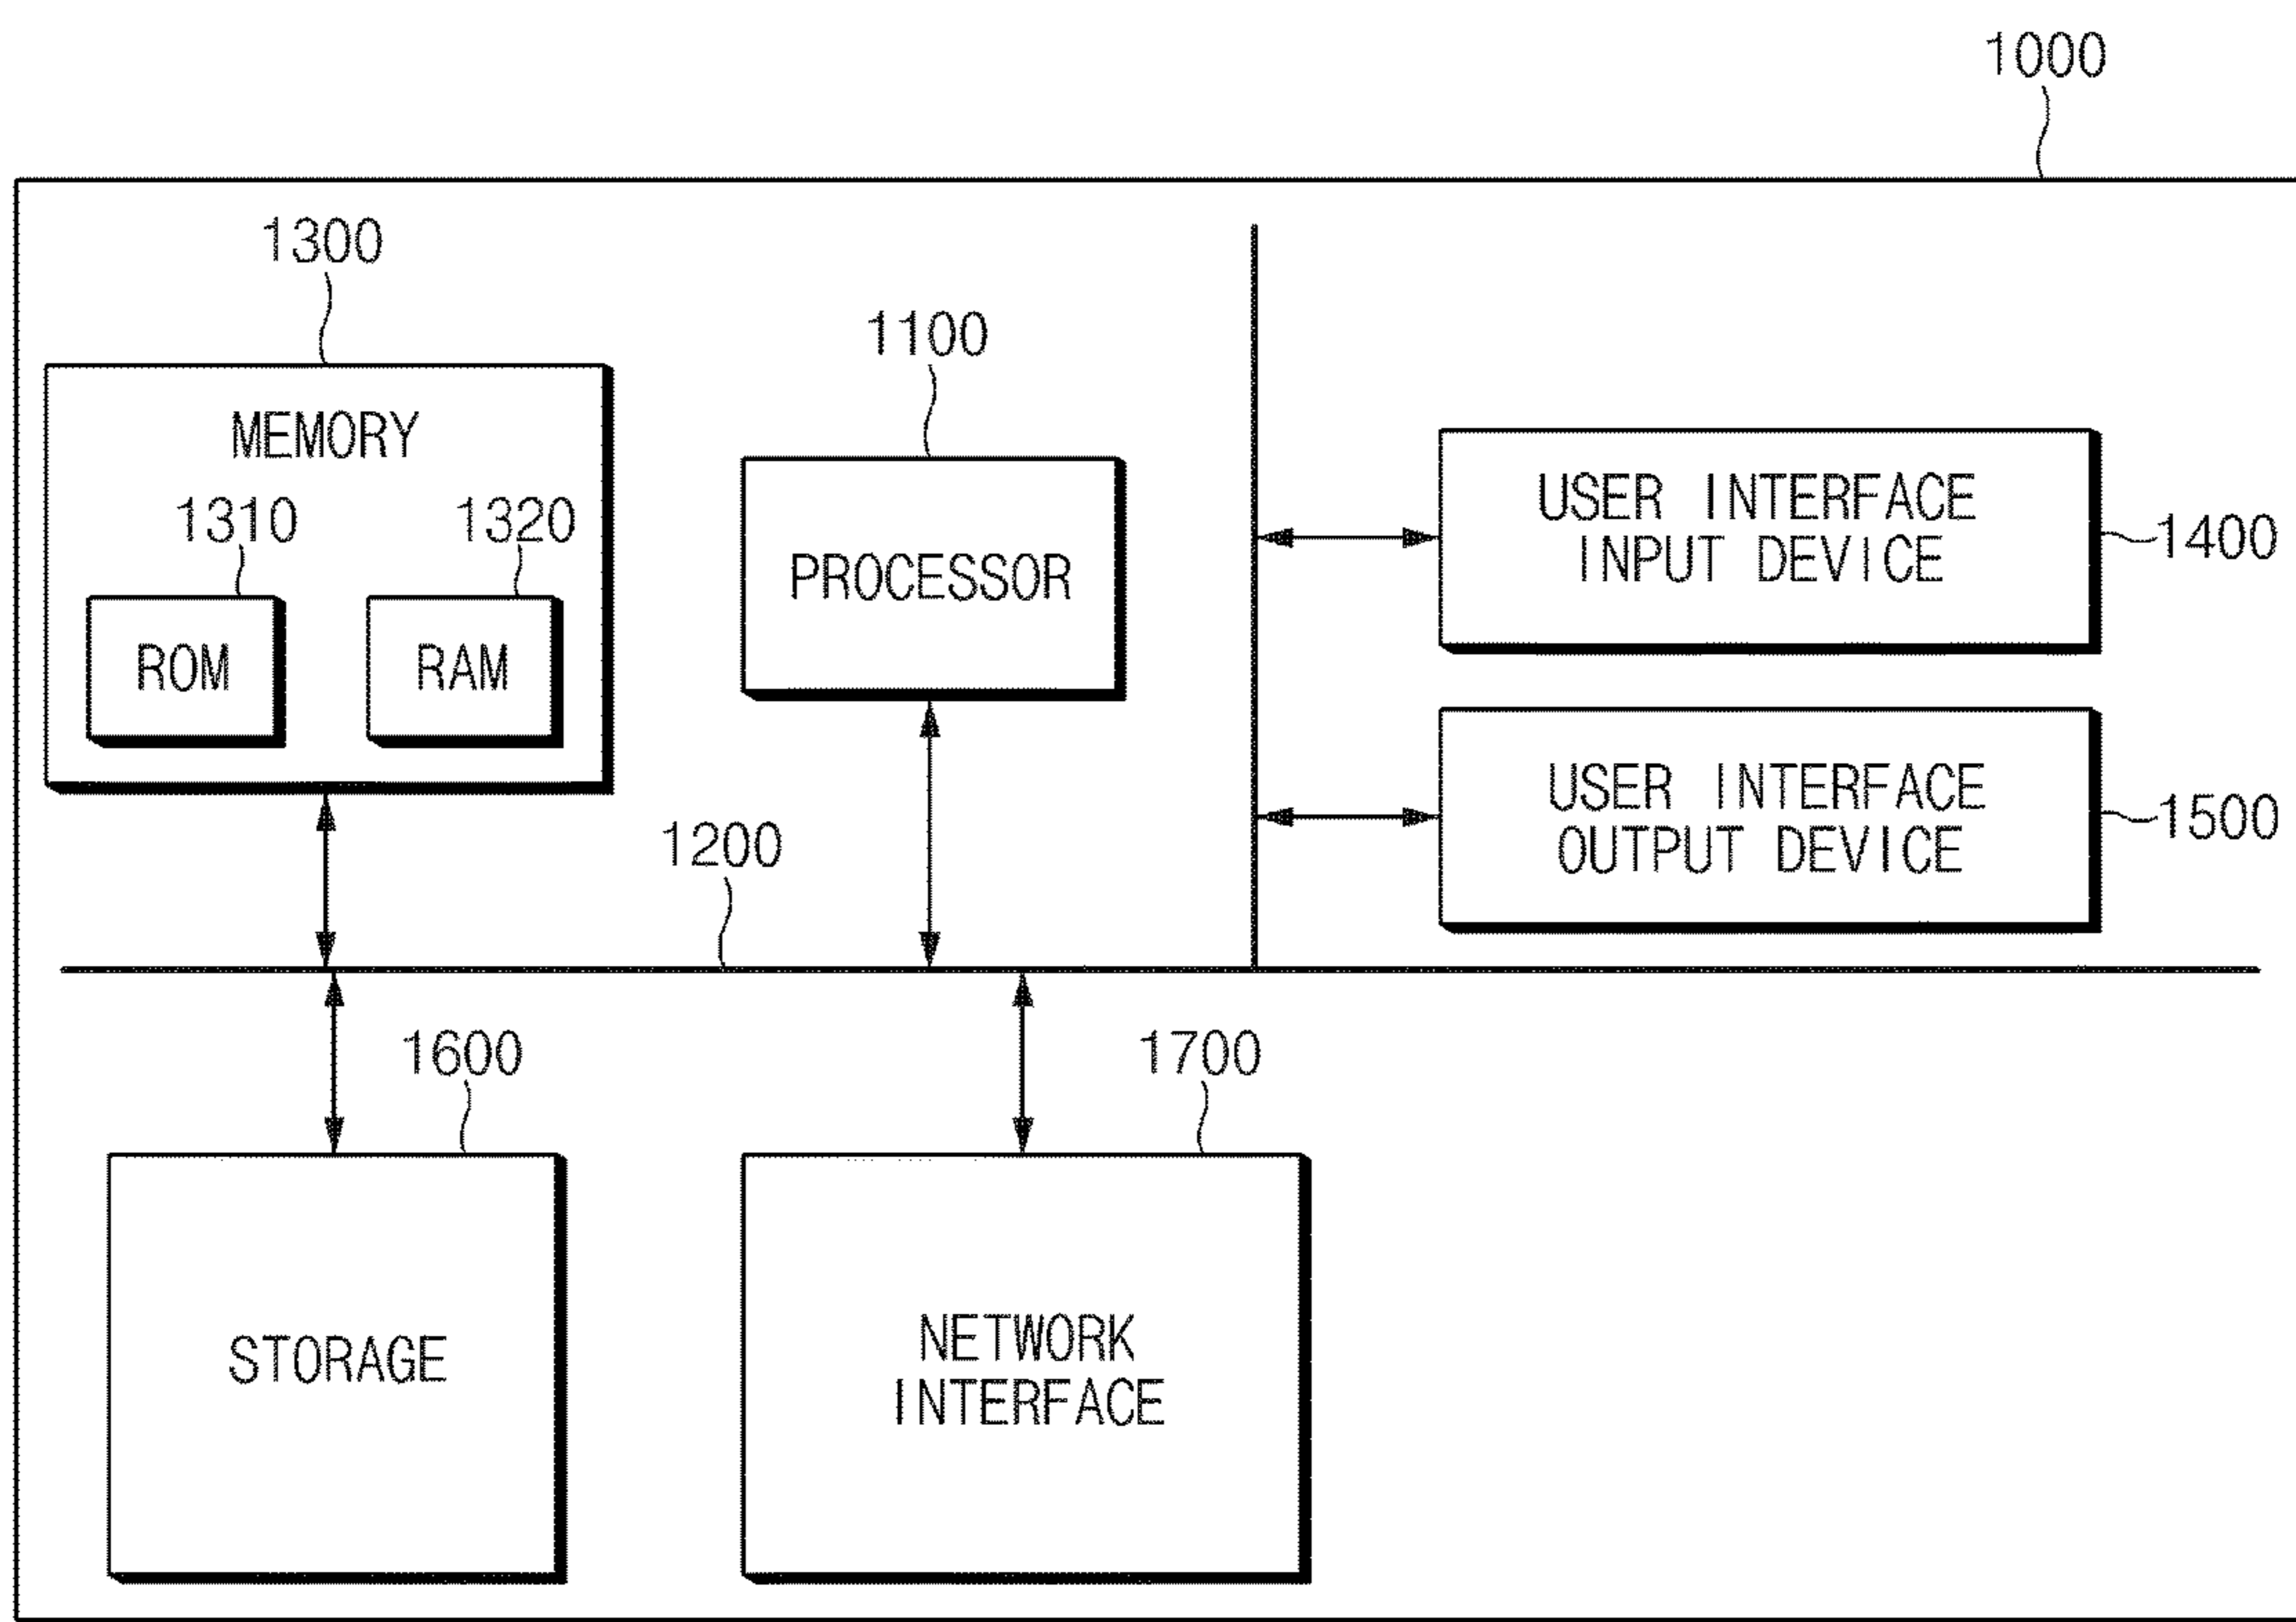 1000
1300
MEMORY
1310
1320
ROM
RAM
1100
PROCESSOR
USER INTERFACE
INPUT DEVICE
1400
USER INTERFACE
OUTPUT DEVICE
1500
1200
1600
STORAGE
1700
NETWORK
INTERFACE